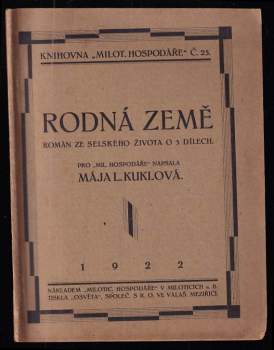 KNIHOVNA „MILOT. HOSPODÁŘE“ Č. 25.
RODNÁ ZEMĚ
ROMÁN ZE SELSKÉHO ŽIVOTA O 3 DÍLECH.
PRO „MIL. HOSPODÁŘE“ NAPSALA
MÁJA L. KUKLOVÁ.
1922
NÁKLADEM „MILOTIC. HOSPODÁŘE“ V MILOTICÍCH n. B.
TISKLA „OSVĚTA“, SPOLEČ. S R. O. VE VALAŠ. MEZIŘÍČÍ.